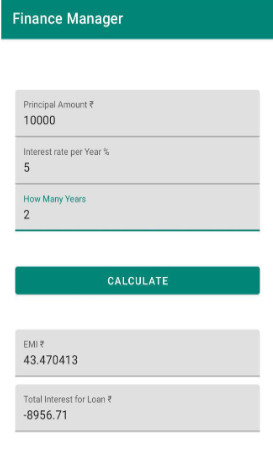 Finance Manager
Principal Amount ₹
10000
Interest rate per Year %
5
How Many Years
2
CALCULATE
EMI ₹
43.470413
Total Interest for Loan ₹
-8956.71